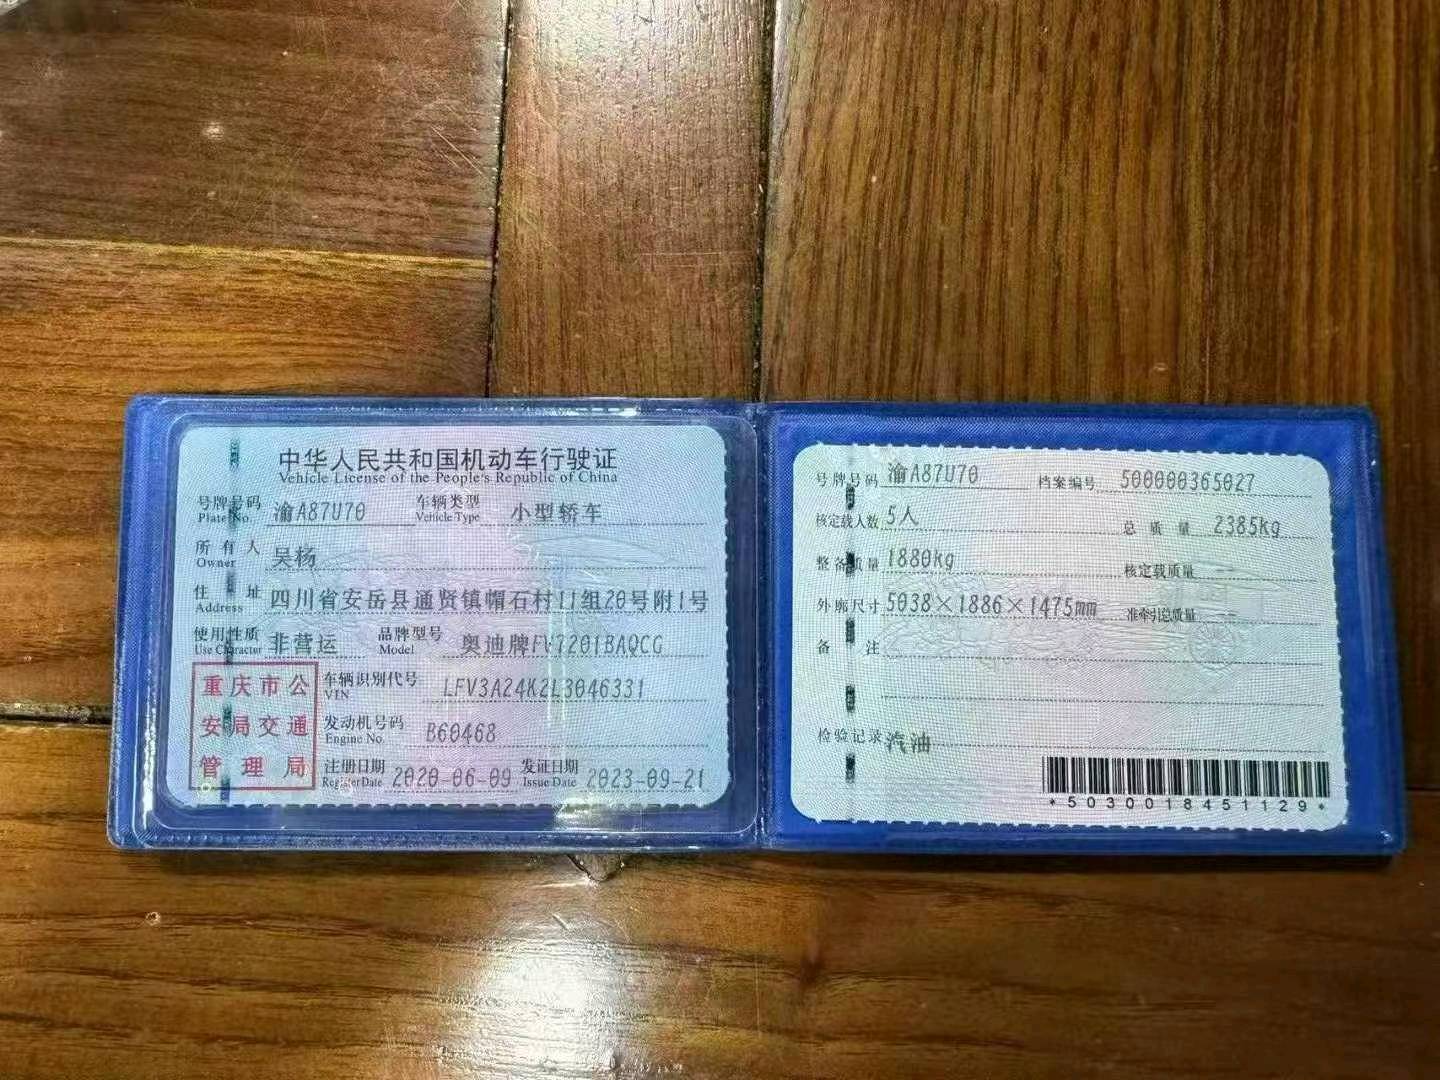 中华人民共和国机动车行驶证
Vehicle License of the People's Republic of China
号牌号码 渝A87U70 车辆类型 小型轿车
Plate No. Vehicle Type
所有人 吴杨
Owner
住址 四川省安岳县通贤镇帽石村11组20号附1号
Address
使用性质 非营运 品牌型号 奥迪牌FV7201BAQCG
Use Character Model
重庆市公
安局交通
管理局
车辆识别代号 LFV3A24K2L3046331
VIN
发动机号码 B60468
Engine No.
注册日期 2020-06-09 发证日期 2023-09-21
Register Date Issue Date
号牌号码 渝A87U70 档案编号 500000365027
核定载人数 5人 总质量 2385kg
整备质量 1880kg 核定载质量 --
外廓尺寸 5038×1886×1475mm 准牵引总质量 --
备注
检验记录 汽油
*5030018451129*